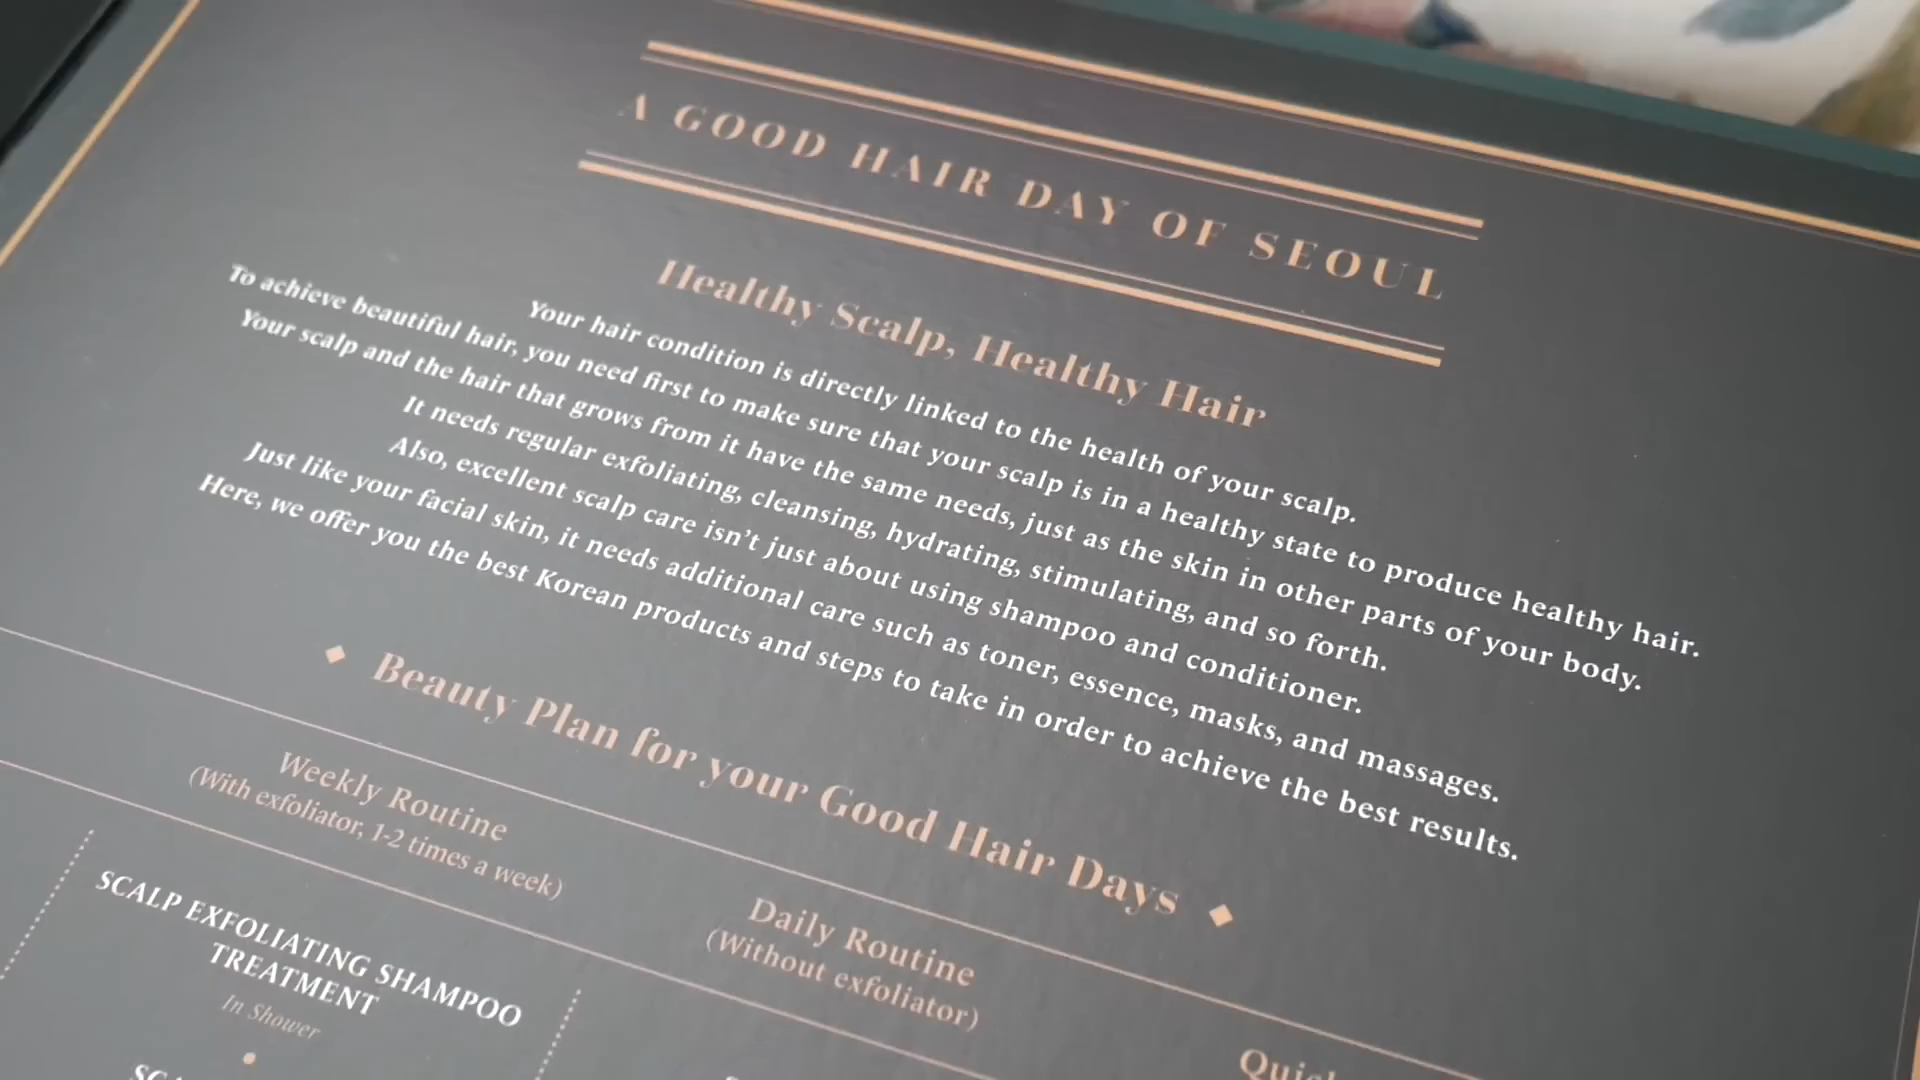 A GOOD HAIR DAY OF SEOUL
Healthy Scalp, Healthy Hair
Your hair condition is directly linked to the health of your scalp.
To achieve beautiful hair, you need first to make sure that your scalp is in a healthy state to produce healthy hair.
Your scalp and the hair that grows from it have the same needs, just as the skin in other parts of your body.
It needs regular exfoliating, cleansing, hydrating, stimulating, and so forth.
Also, excellent scalp care isn't just about using shampoo and conditioner.
Just like your facial skin, it needs additional care such as toner, essence, masks, and massages.
Here, we offer you the best Korean products and steps to take in order to achieve the best results.
Beauty Plan for your Good Hair Days
Weekly Routine
(With exfoliator, 1-2 times a week)
SCALP EXFOLIATING SHAMPOO
TREATMENT
In Shower
Daily Routine
(Without exfoliator)